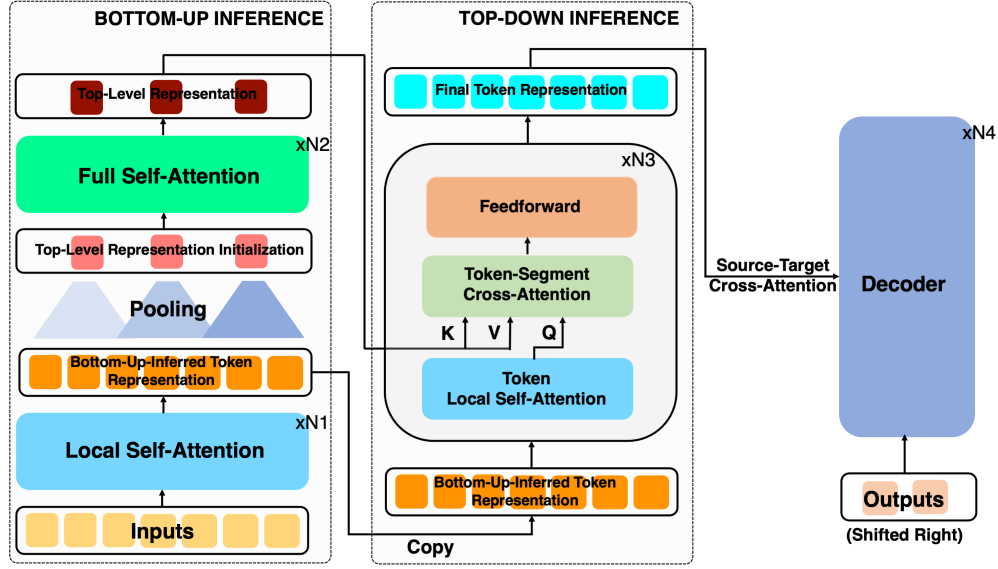 BOTTOM-UP INFERENCE
Top-Level Representation
xN2
Full Self-Attention
Top-Level Representation Initialization
Pooling
Bottom-Up-Inferred Token
Representation
xN1
Local Self-Attention
Inputs
TOP-DOWN INFERENCE
Final Token Representation
xN3
Feedforward
Token-Segment
Cross-Attention
K V Q
Token
Local Self-Attention
Bottom-Up-Inferred Token
Representation
Copy
Source-Target
Cross-Attention
xN4
Decoder
Outputs
(Shifted Right)